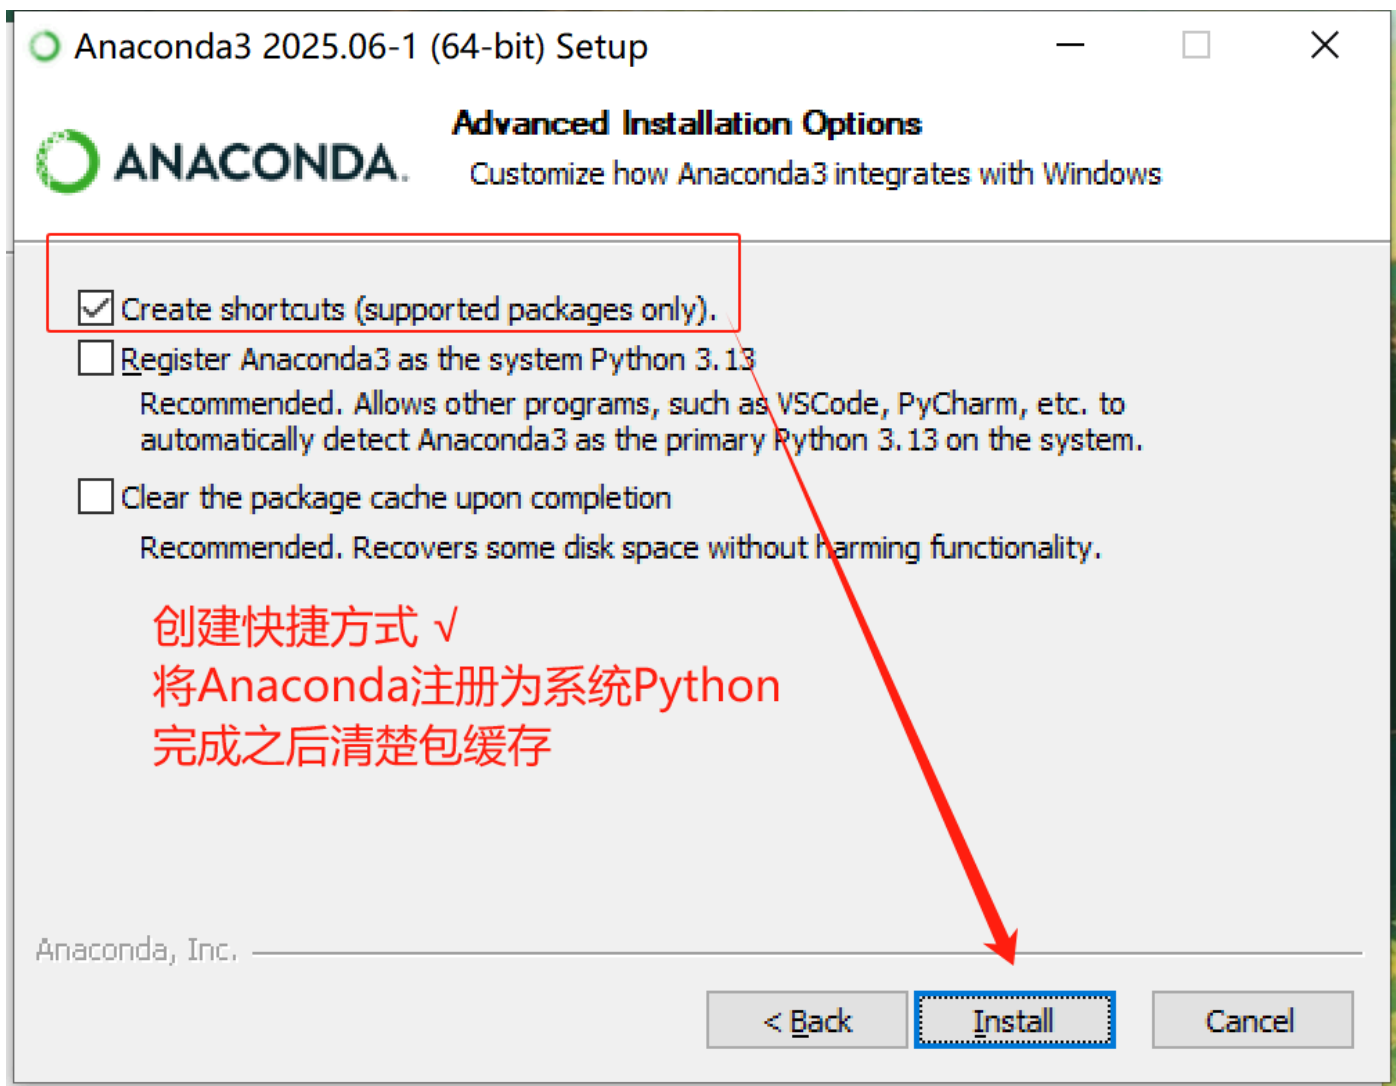 Anaconda3 2025.06-1 (64-bit) Setup
ANACONDA.
Advanced Installation Options
Customize how Anaconda3 integrates with Windows
Create shortcuts (supported packages only).
Register Anaconda3 as the system Python 3.13
Recommended. Allows other programs, such as VSCode, PyCharm, etc. to
automatically detect Anaconda3 as the primary Python 3.13 on the system.
Clear the package cache upon completion
Recommended. Recovers some disk space without harming functionality.
创建快捷方式 √
将Anaconda注册为系统Python
完成之后清楚包缓存
Anaconda, Inc.
< Back
Install
Cancel